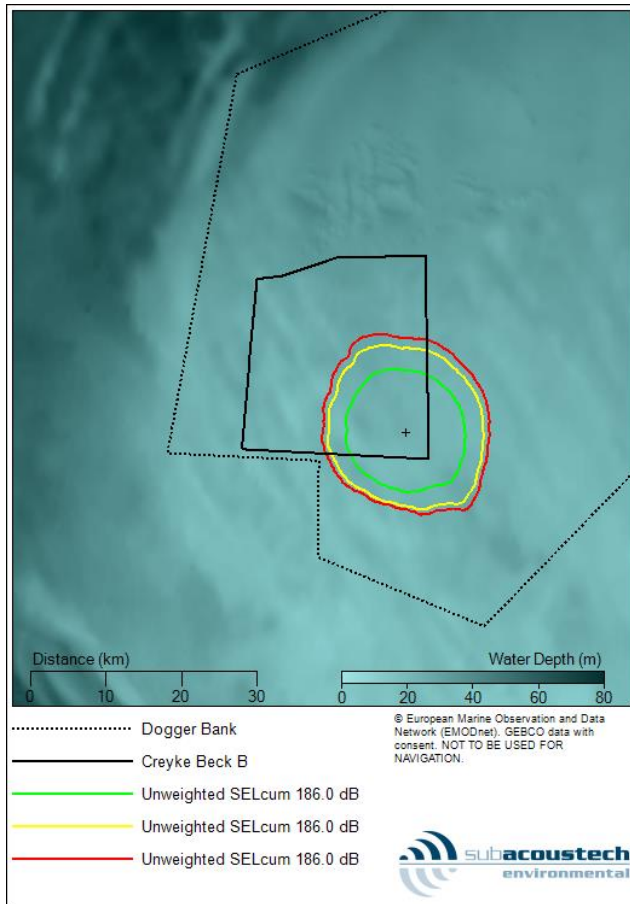 Distance (km)
0 10 20 30
Water Depth (m)
0 20 40 60 80
Dogger Bank
Creyke Beck B
Unweighted SELcum 186.0 dB
Unweighted SELcum 186.0 dB
Unweighted SELcum 186.0 dB
© European Marine Observation and Data
Network (EMODnet). GEBCO data with
consent. NOT TO BE USED FOR
NAVIGATION.
subacoustech
environmental